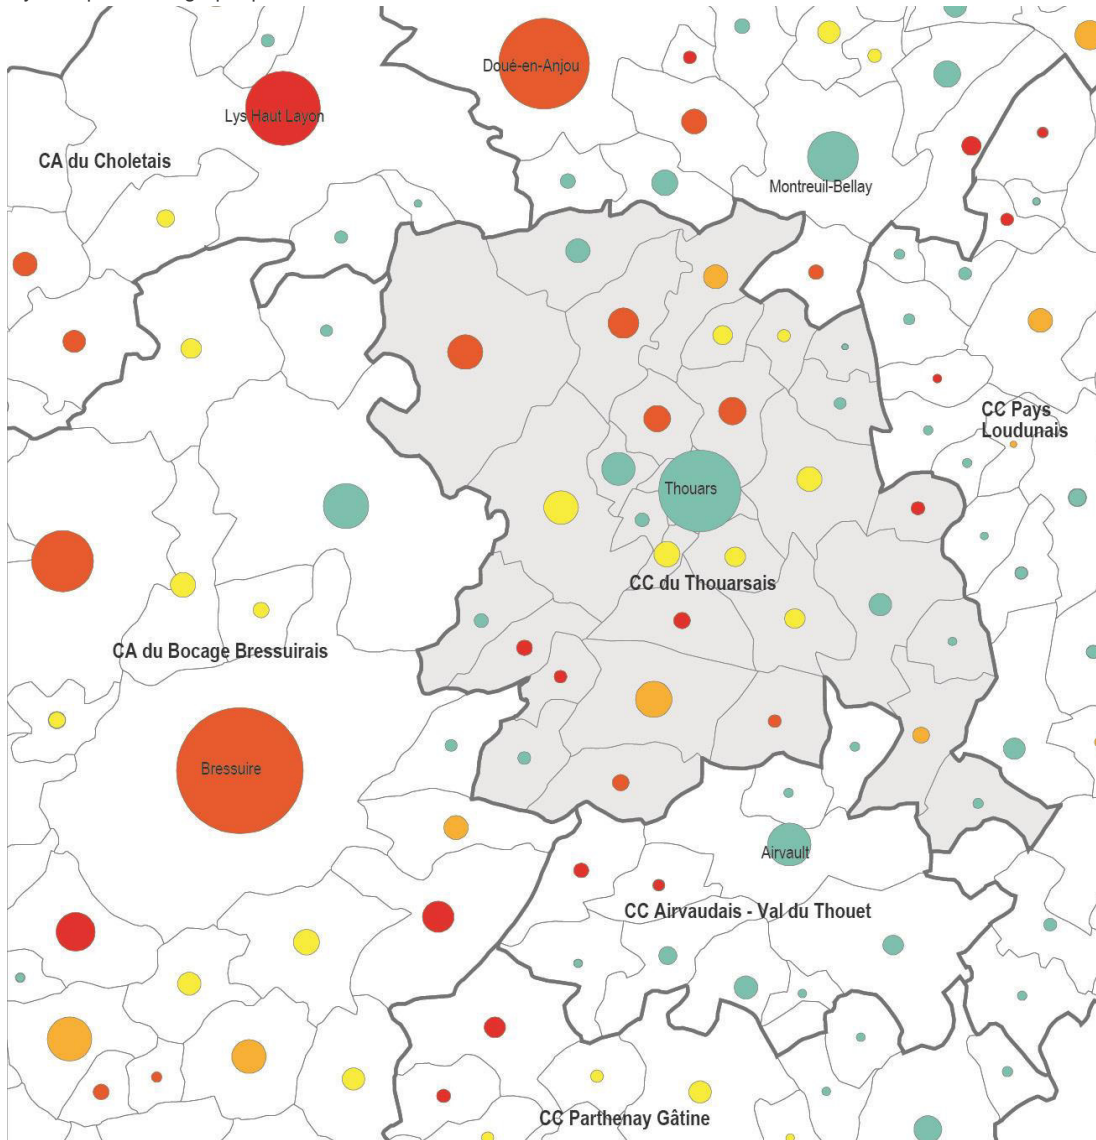 Doué-en-Anjou
Lys Haut Layon
CA du Choletais
Montreuil-Bellay
CC Pays
Loudunais
Thouars
CC du Thouarsais
CA du Bocage Bressuirais
Bressuire
Airvault
CC Airvaudais - Val du Thouet
CC Parthenay Gâtine